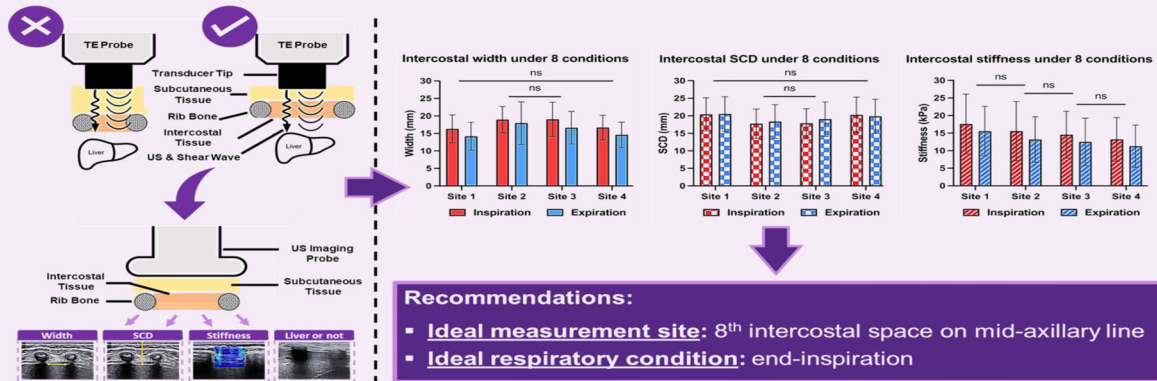 TE Probe
TE Probe
Transducer Tip
Subcutaneous
Tissue
Rib Bone
Intercostal
Tissue
US & Shear Wave
Liver
Liver
US Imaging
Probe
Intercostal
Tissue
Rib Bone
Subcutaneous
Tissue
Width
SCD
Stiffness
Liver or not
Intercostal width under 8 conditions
ns
ns
30
25
20
15
10
5
0
Width (mm)
Site 1 Site 2 Site 3 Site 4
Inspiration Expiration
Intercostal SCD under 8 conditions
ns
ns
30
25
20
15
10
5
0
SCD (mm)
Site 1 Site 2 Site 3 Site 4
Inspiration Expiration
Intercostal stiffness under 8 conditions
ns
ns
ns
30
25
20
15
10
5
0
Stiffness (kPa)
Site 1 Site 2 Site 3 Site 4
Inspiration Expiration
Recommendations:
▪ Ideal measurement site: 8th intercostal space on mid-axillary line
▪ Ideal respiratory condition: end-inspiration